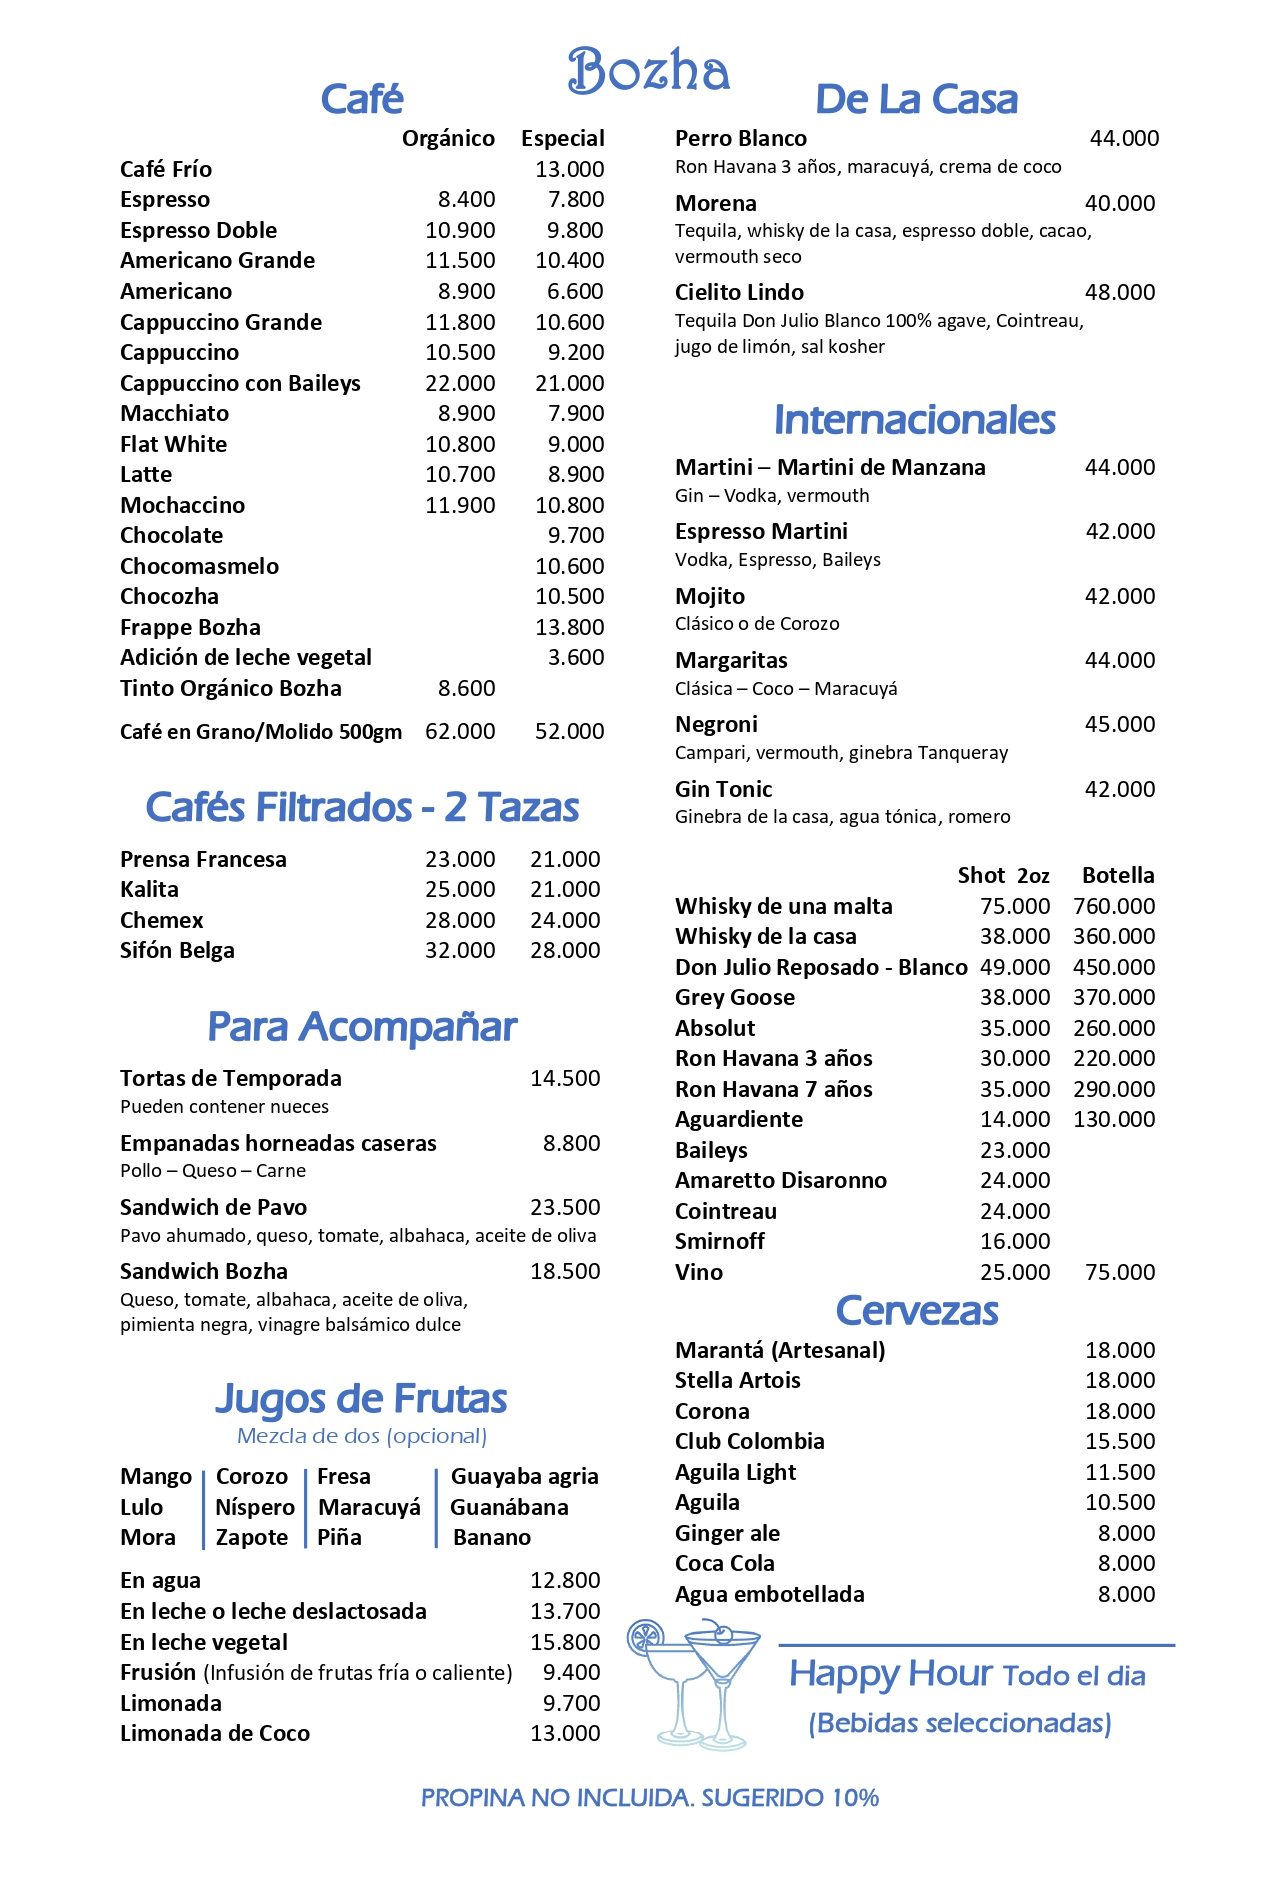 Bozha
Café
Orgánico Especial
Café Frío 13.000
Espresso 8.400 7.800
Espresso Doble 10.900 9.800
Americano Grande 11.500 10.400
Americano 8.900 6.600
Cappuccino Grande 11.800 10.600
Cappuccino 10.500 9.200
Cappuccino con Baileys 22.000 21.000
Macchiato 8.900 7.900
Flat White 10.800 9.000
Latte 10.700 8.900
Mochaccino 11.900 10.800
Chocolate 9.700
Chocomasmelo 10.600
Chocozha 10.500
Frappe Bozha 13.800
Adición de leche vegetal 3.600
Tinto Orgánico Bozha 8.600
Café en Grano/Molido 500gm 62.000 52.000
Cafés Filtrados - 2 Tazas
Prensa Francesa 23.000 21.000
Kalita 25.000 21.000
Chemex 28.000 24.000
Sifón Belga 32.000 28.000
Para Acompañar
Tortas de Temporada 14.500
Pueden contener nueces
Empanadas horneadas caseras 8.800
Pollo – Queso – Carne
Sandwich de Pavo 23.500
Pavo ahumado, queso, tomate, albahaca, aceite de oliva
Sandwich Bozha 18.500
Queso, tomate, albahaca, aceite de oliva,
pimienta negra, vinagre balsámico dulce
Jugos de Frutas
Mezcla de dos (opcional)
Mango Corozo Fresa Guayaba agria
Lulo Níspero Maracuyá Guanábana
Mora Zapote Piña Banano
En agua 12.800
En leche o leche deslactosada 13.700
En leche vegetal 15.800
Frusión (Infusión de frutas fría o caliente) 9.400
Limonada 9.700
Limonada de Coco 13.000
De La Casa
Perro Blanco 44.000
Ron Havana 3 años, maracuyá, crema de coco
Morena 40.000
Tequila, whisky de la casa, espresso doble, cacao,
vermouth seco
Cielito Lindo 48.000
Tequila Don Julio Blanco 100% agave, Cointreau,
jugo de limón, sal kosher
Internacionales
Martini – Martini de Manzana 44.000
Gin – Vodka, vermouth
Espresso Martini 42.000
Vodka, Espresso, Baileys
Mojito 42.000
Clásico o de Corozo
Margaritas 44.000
Clásica – Coco – Maracuyá
Negroni 45.000
Campari, vermouth, ginebra Tanqueray
Gin Tonic 42.000
Ginebra de la casa, agua tónica, romero
Shot 2oz Botella
Whisky de una malta 75.000 760.000
Whisky de la casa 38.000 360.000
Don Julio Reposado - Blanco 49.000 450.000
Grey Goose 38.000 370.000
Absolut 35.000 260.000
Ron Havana 3 años 30.000 220.000
Ron Havana 7 años 35.000 290.000
Aguardiente 14.000 130.000
Baileys 23.000
Amaretto Disaronno 24.000
Cointreau 24.000
Smirnoff 16.000
Vino 25.000 75.000
Cervezas
Marantá (Artesanal) 18.000
Stella Artois 18.000
Corona 18.000
Club Colombia 15.500
Aguila Light 11.500
Aguila 10.500
Ginger ale 8.000
Coca Cola 8.000
Agua embotellada 8.000
Happy Hour Todo el dia
(Bebidas seleccionadas)
PROPINA NO INCLUIDA. SUGERIDO 10%